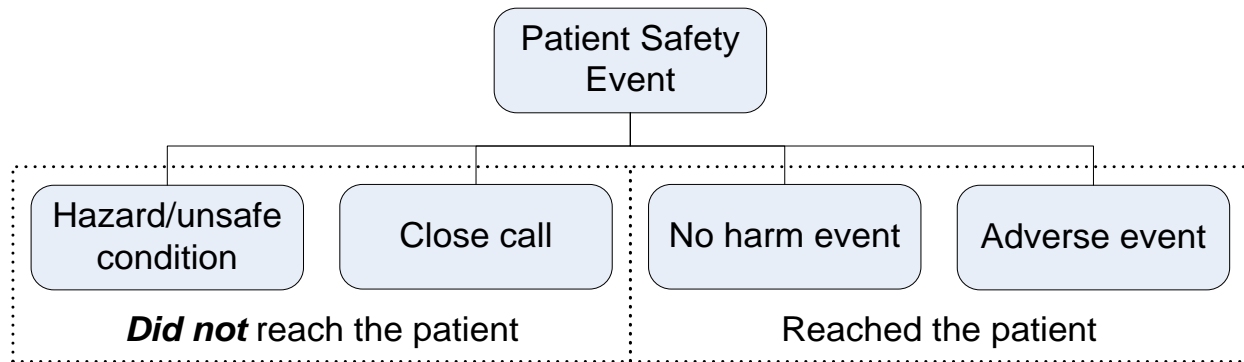 Patient Safety
Event
Hazard/unsafe
condition
Close call
No harm event
Adverse event
Did not reach the patient
Reached the patient